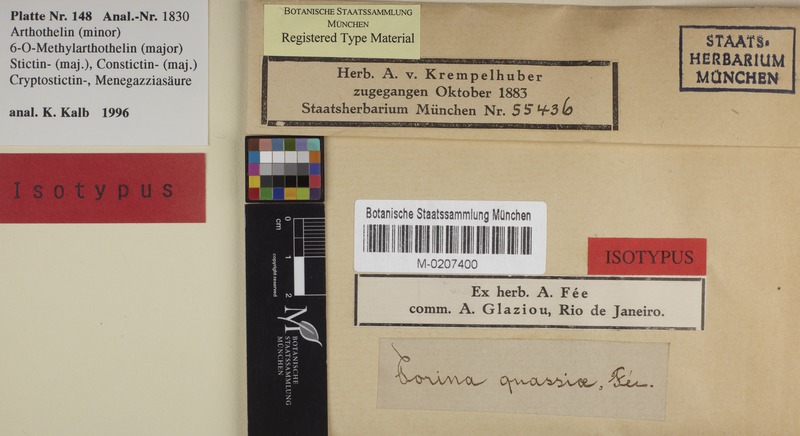 Platte Nr. 148 Anal.-Nr. 1830
Arthothelin (minor)
6-O-Methylarthothelin (major)
Stictin- (maj.), Constictin- (maj.)
Cryptostictin-, Menegazziasäure
anal. K. Kalb 1996
Isotypus
BOTANISCHE STAATSSAMMLUNG
MÜNCHEN
Registered Type Material
Herb. A. v. Krempelhuber
zugegangen Oktober 1883
Staatsherbarium München Nr. 55436
STAATS-
HERBARIUM
MÜNCHEN
0
cm
1
2
copyright reserved
M
BOTANISCHE
STAATSSAMMLUNG
MÜNCHEN
Botanische Staatssammlung München
M-0207400
ISOTYPUS
Ex herb. A. Fée
comm. A. Glaziou, Rio de Janeiro.
Eorina quassiæ, Fée.